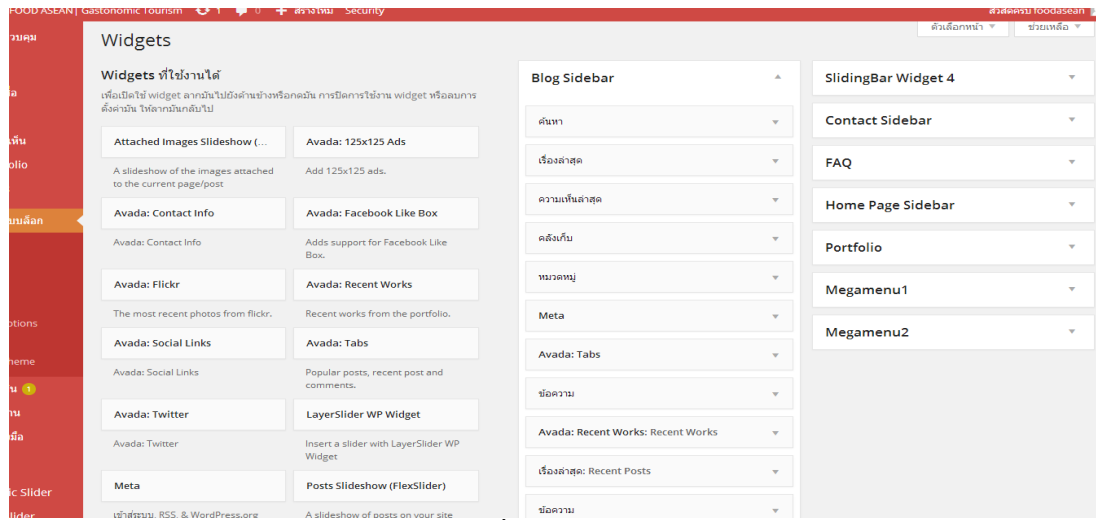 FOOD ASEAN | Gastonomic Tourism 1 0 + สร้างใหม่ Security
สวัสดีครับ foodasean
ตัวเลือกหน้า
ช่วยเหลือ
วบคุม
เห็น
olio
บบล็อก
ptions
heme
1
ic Slider
lider
Widgets
Widgets ที่ใช้งานได้
เพื่อเปิดใช้ widget ลากมันไปยังด้านข้างหรือกดมัน การปิดการใช้งาน widget หรือลบการ
ตั้งค่ามัน ให้ลากมันกลับไป
Attached Images Slideshow (...
Avada: 125x125 Ads
A slideshow of the images attached
to the current page/post
Add 125x125 ads.
Avada: Contact Info
Avada: Facebook Like Box
Avada: Contact Info
Adds support for Facebook Like
Box.
Avada: Flickr
Avada: Recent Works
The most recent photos from flickr.
Recent works from the portfolio.
Avada: Social Links
Avada: Tabs
Avada: Social Links
Popular posts, recent post and
comments.
Avada: Twitter
LayerSlider WP Widget
Avada: Twitter
Insert a slider with LayerSlider WP
Widget
Meta
Posts Slideshow (FlexSlider)
เข้าสู่ระบบ, RSS, & WordPress.org
A slideshow of posts on your site
Blog Sidebar
ค้นหา
เรื่องล่าสุด
ความเห็นล่าสุด
คลังเก็บ
หมวดหมู่
Meta
Avada: Tabs
ข้อความ
Avada: Recent Works: Recent Works
เรื่องล่าสุด: Recent Posts
ข้อความ
SlidingBar Widget 4
Contact Sidebar
FAQ
Home Page Sidebar
Portfolio
Megamenu1
Megamenu2